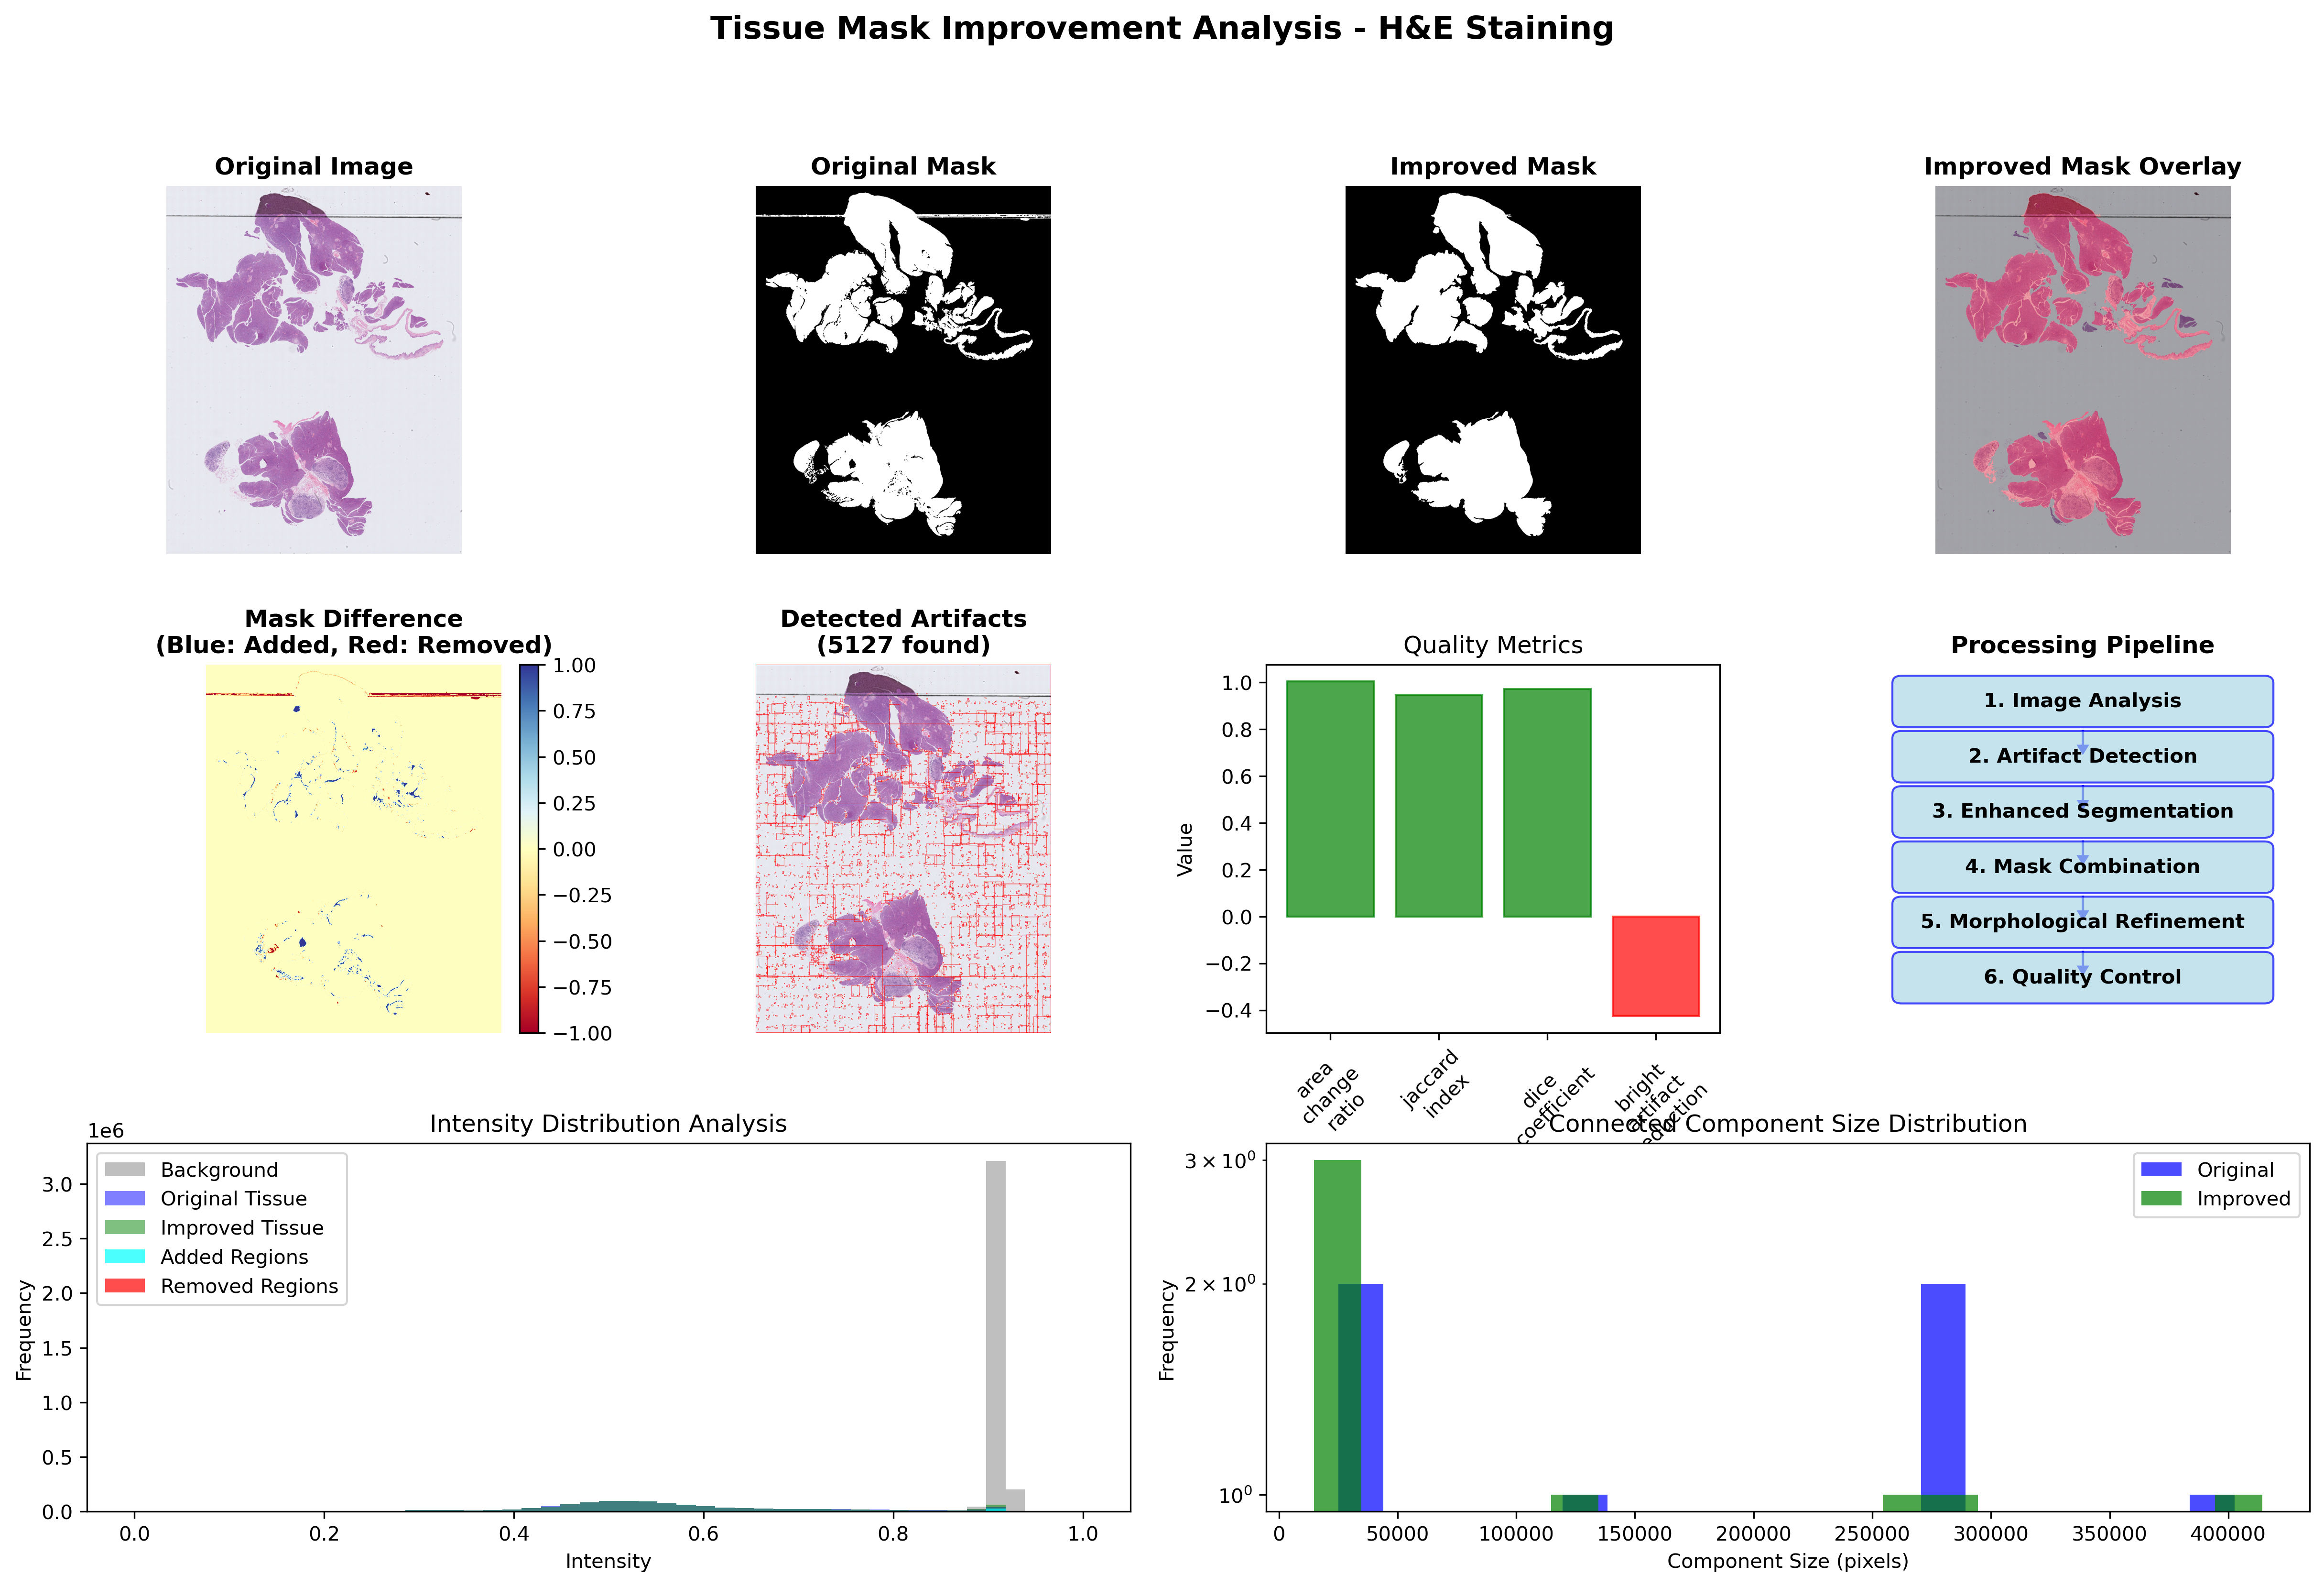 Tissue Mask Improvement Analysis - H&E Staining
Original Image
Original Mask
Improved Mask
Improved Mask Overlay
Mask Difference
(Blue: Added, Red: Removed)
1.00
0.75
0.50
0.25
0.00
−0.25
−0.50
−0.75
−1.00
Detected Artifacts
(5127 found)
Quality Metrics
Value
1.0
0.8
0.6
0.4
0.2
0.0
−0.2
−0.4
area
change
ratio
jaccard
index
dice
coefficient
bright
artifact
Processing Pipeline
1. Image Analysis
2. Artifact Detection
3. Enhanced Segmentation
4. Mask Combination
5. Morphological Refinement
6. Quality Control
Intensity Distribution Analysis
1e6
Frequency
3.0
2.5
2.0
1.5
1.0
0.5
0.0
Background
Original Tissue
Improved Tissue
Added Regions
Removed Regions
0.0 0.2 0.4 0.6 0.8 1.0
Intensity
Connected Component Size Distribution
Frequency
3 × 10⁰
2 × 10⁰
10⁰
Original
Improved
0 50000 100000 150000 200000 250000 300000 350000 400000
Component Size (pixels)